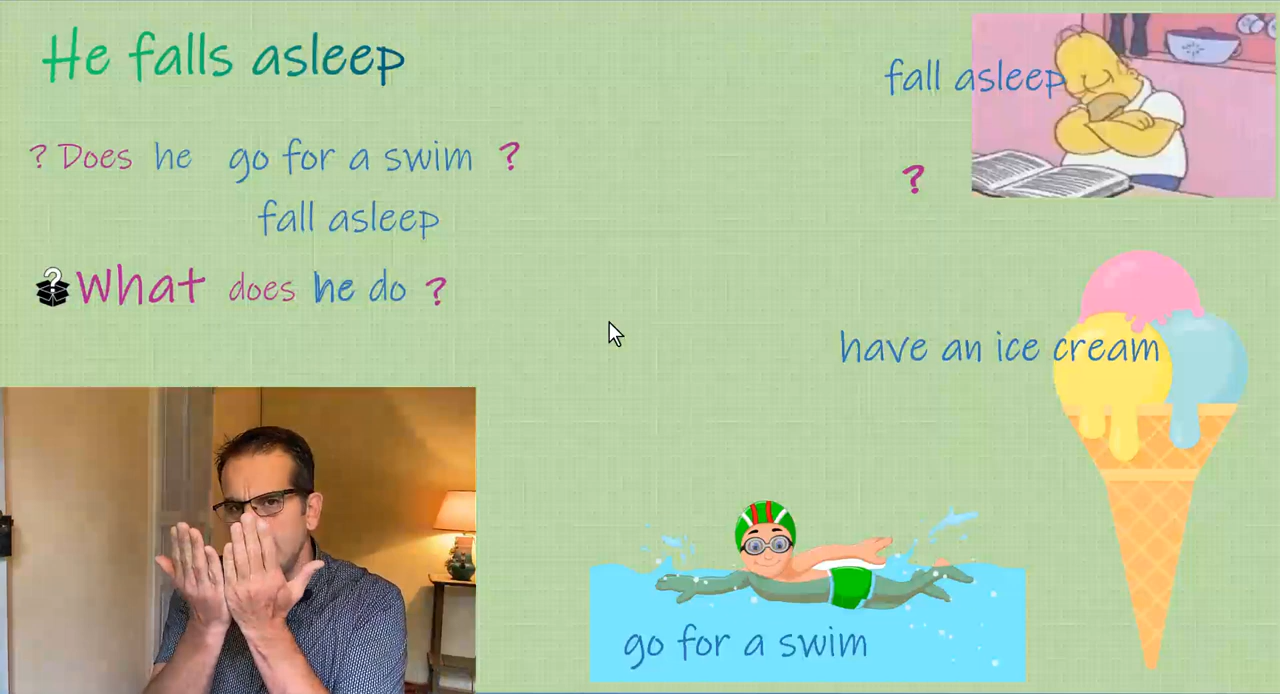 He falls asleep
? Does he go for a swim ?
fall asleep
? What does he do ?
fall asleep
?
have an ice cream
go for a swim